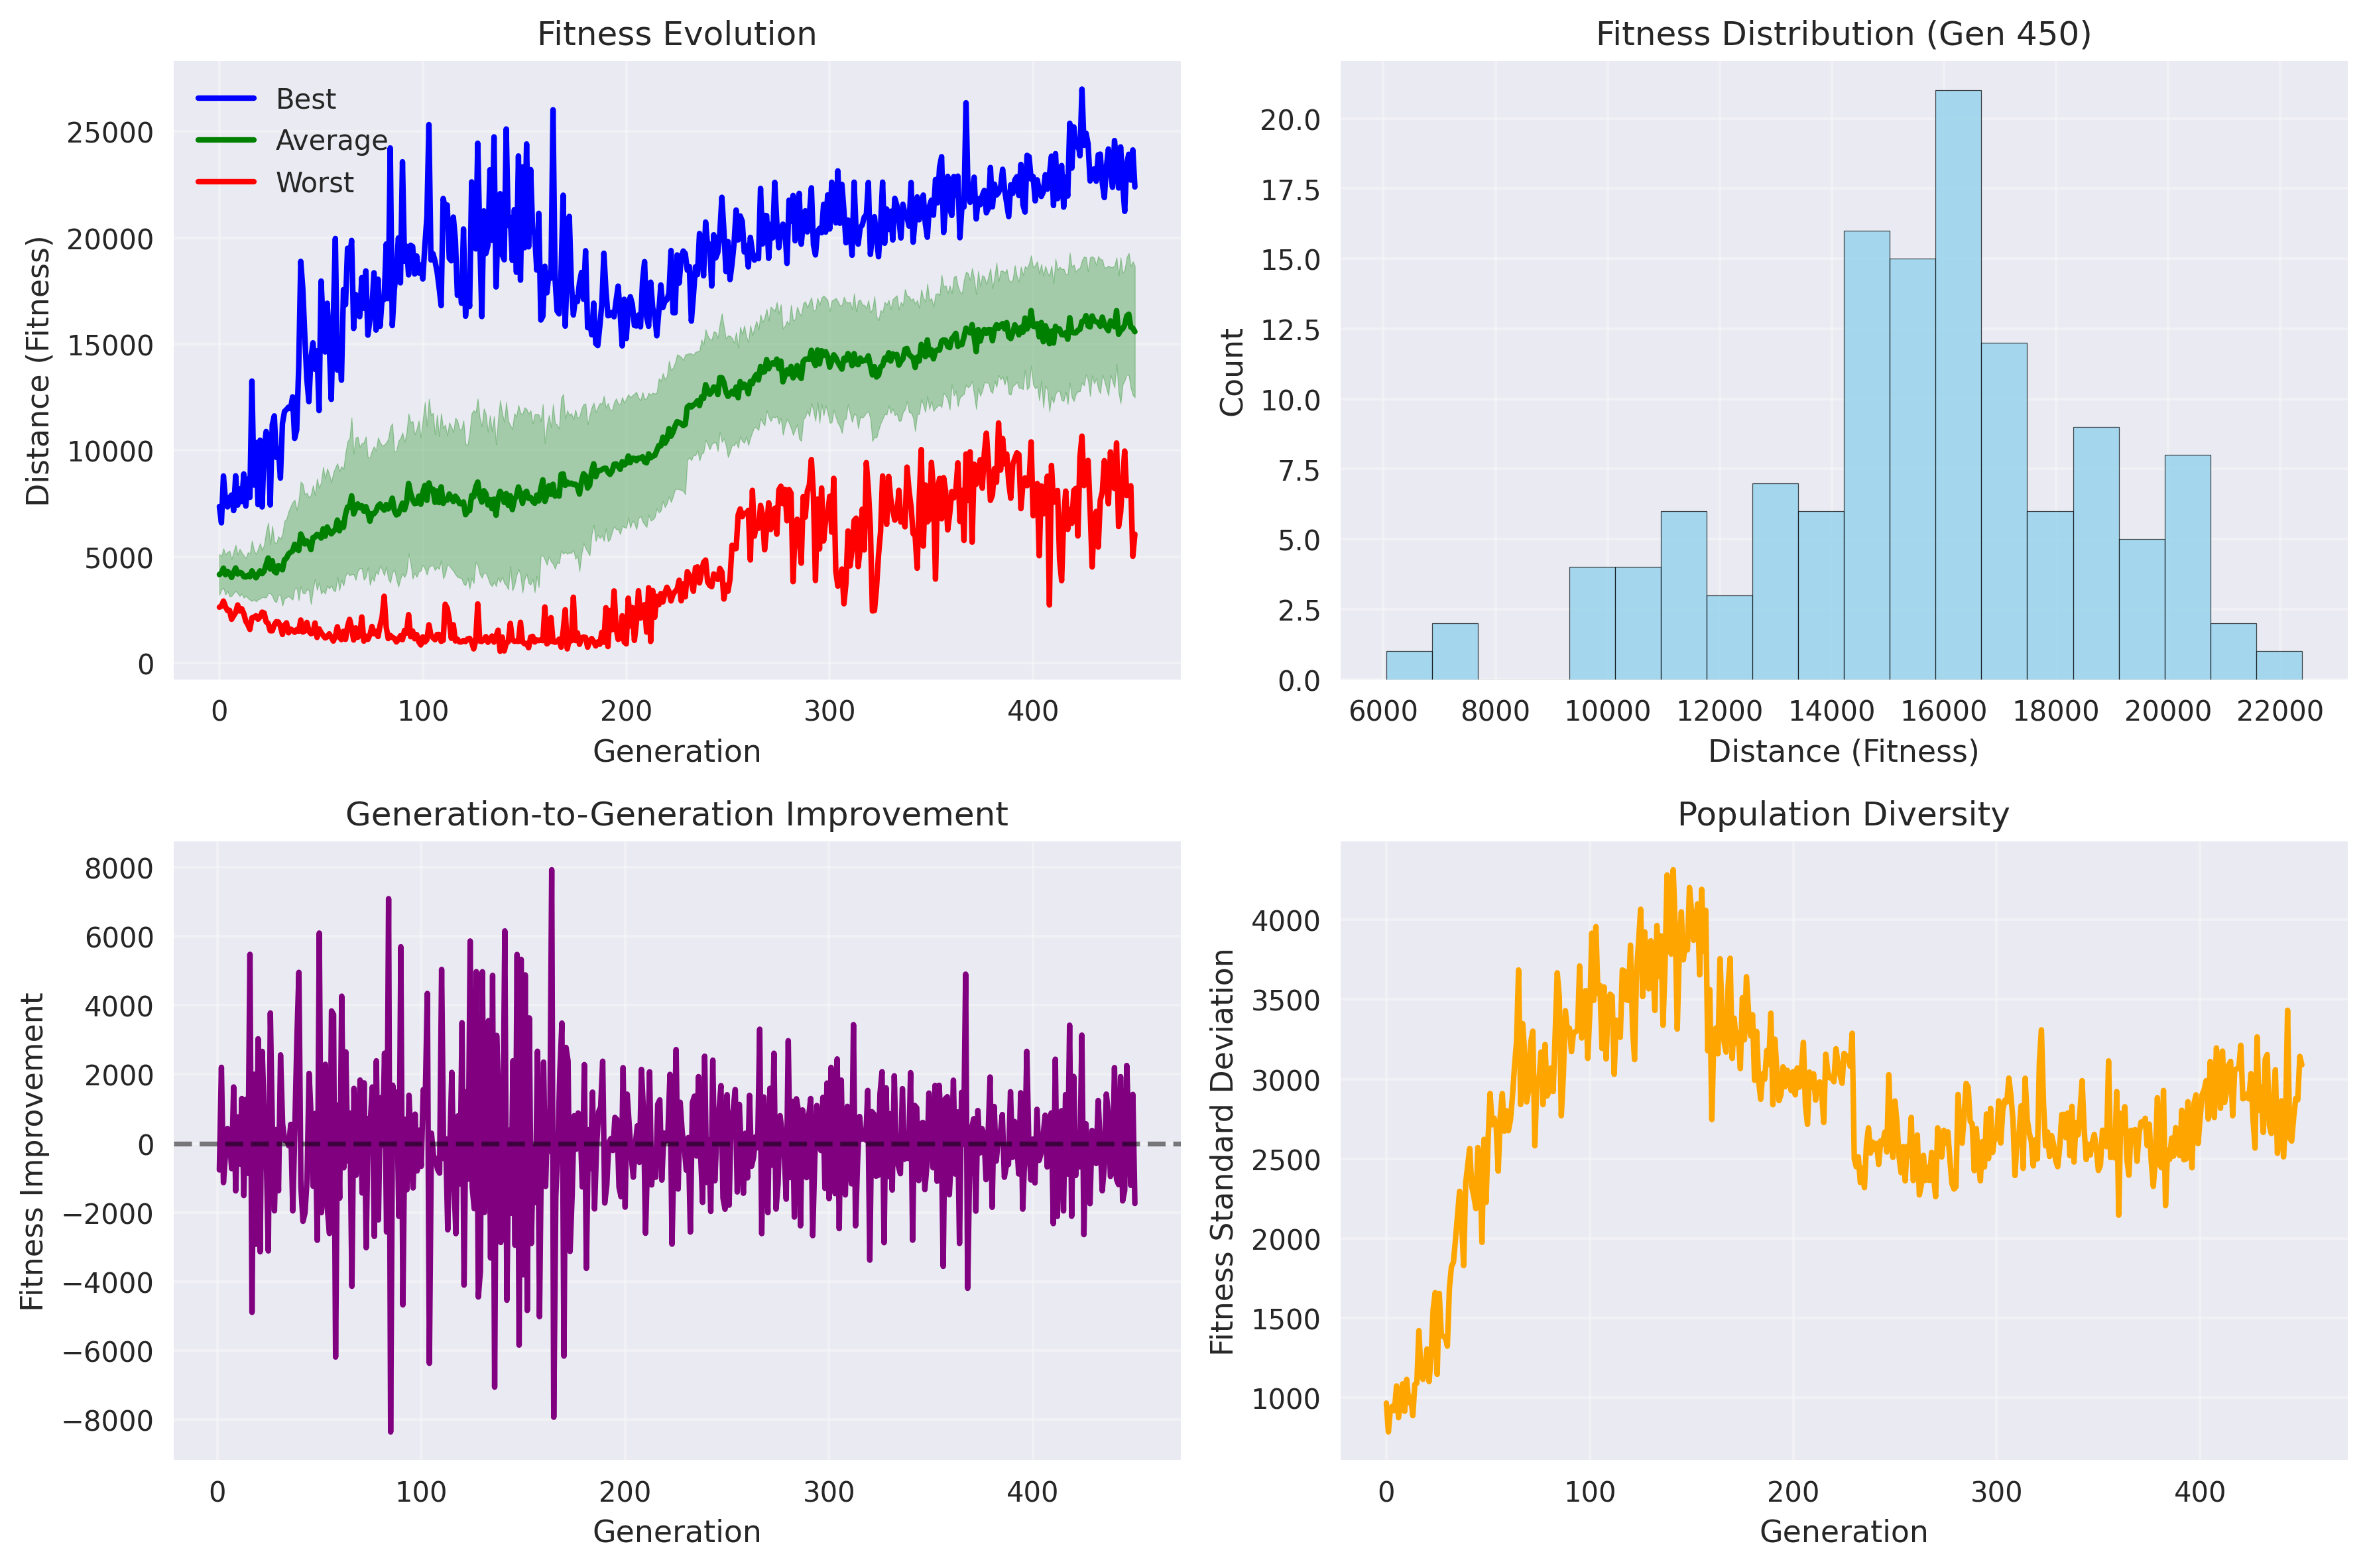 Fitness Evolution
Distance (Fitness)
25000
20000
15000
10000
5000
0
Best
Average
Worst
0 100 200 300 400
Generation
Fitness Distribution (Gen 450)
Count
20.0
17.5
15.0
12.5
10.0
7.5
5.0
2.5
0.0
6000 8000 10000 12000 14000 16000 18000 20000 22000
Distance (Fitness)
Generation-to-Generation Improvement
Fitness Improvement
8000
6000
4000
2000
0
−2000
−4000
−6000
−8000
0 100 200 300 400
Generation
Population Diversity
Fitness Standard Deviation
4000
3500
3000
2500
2000
1500
1000
0 100 200 300 400
Generation